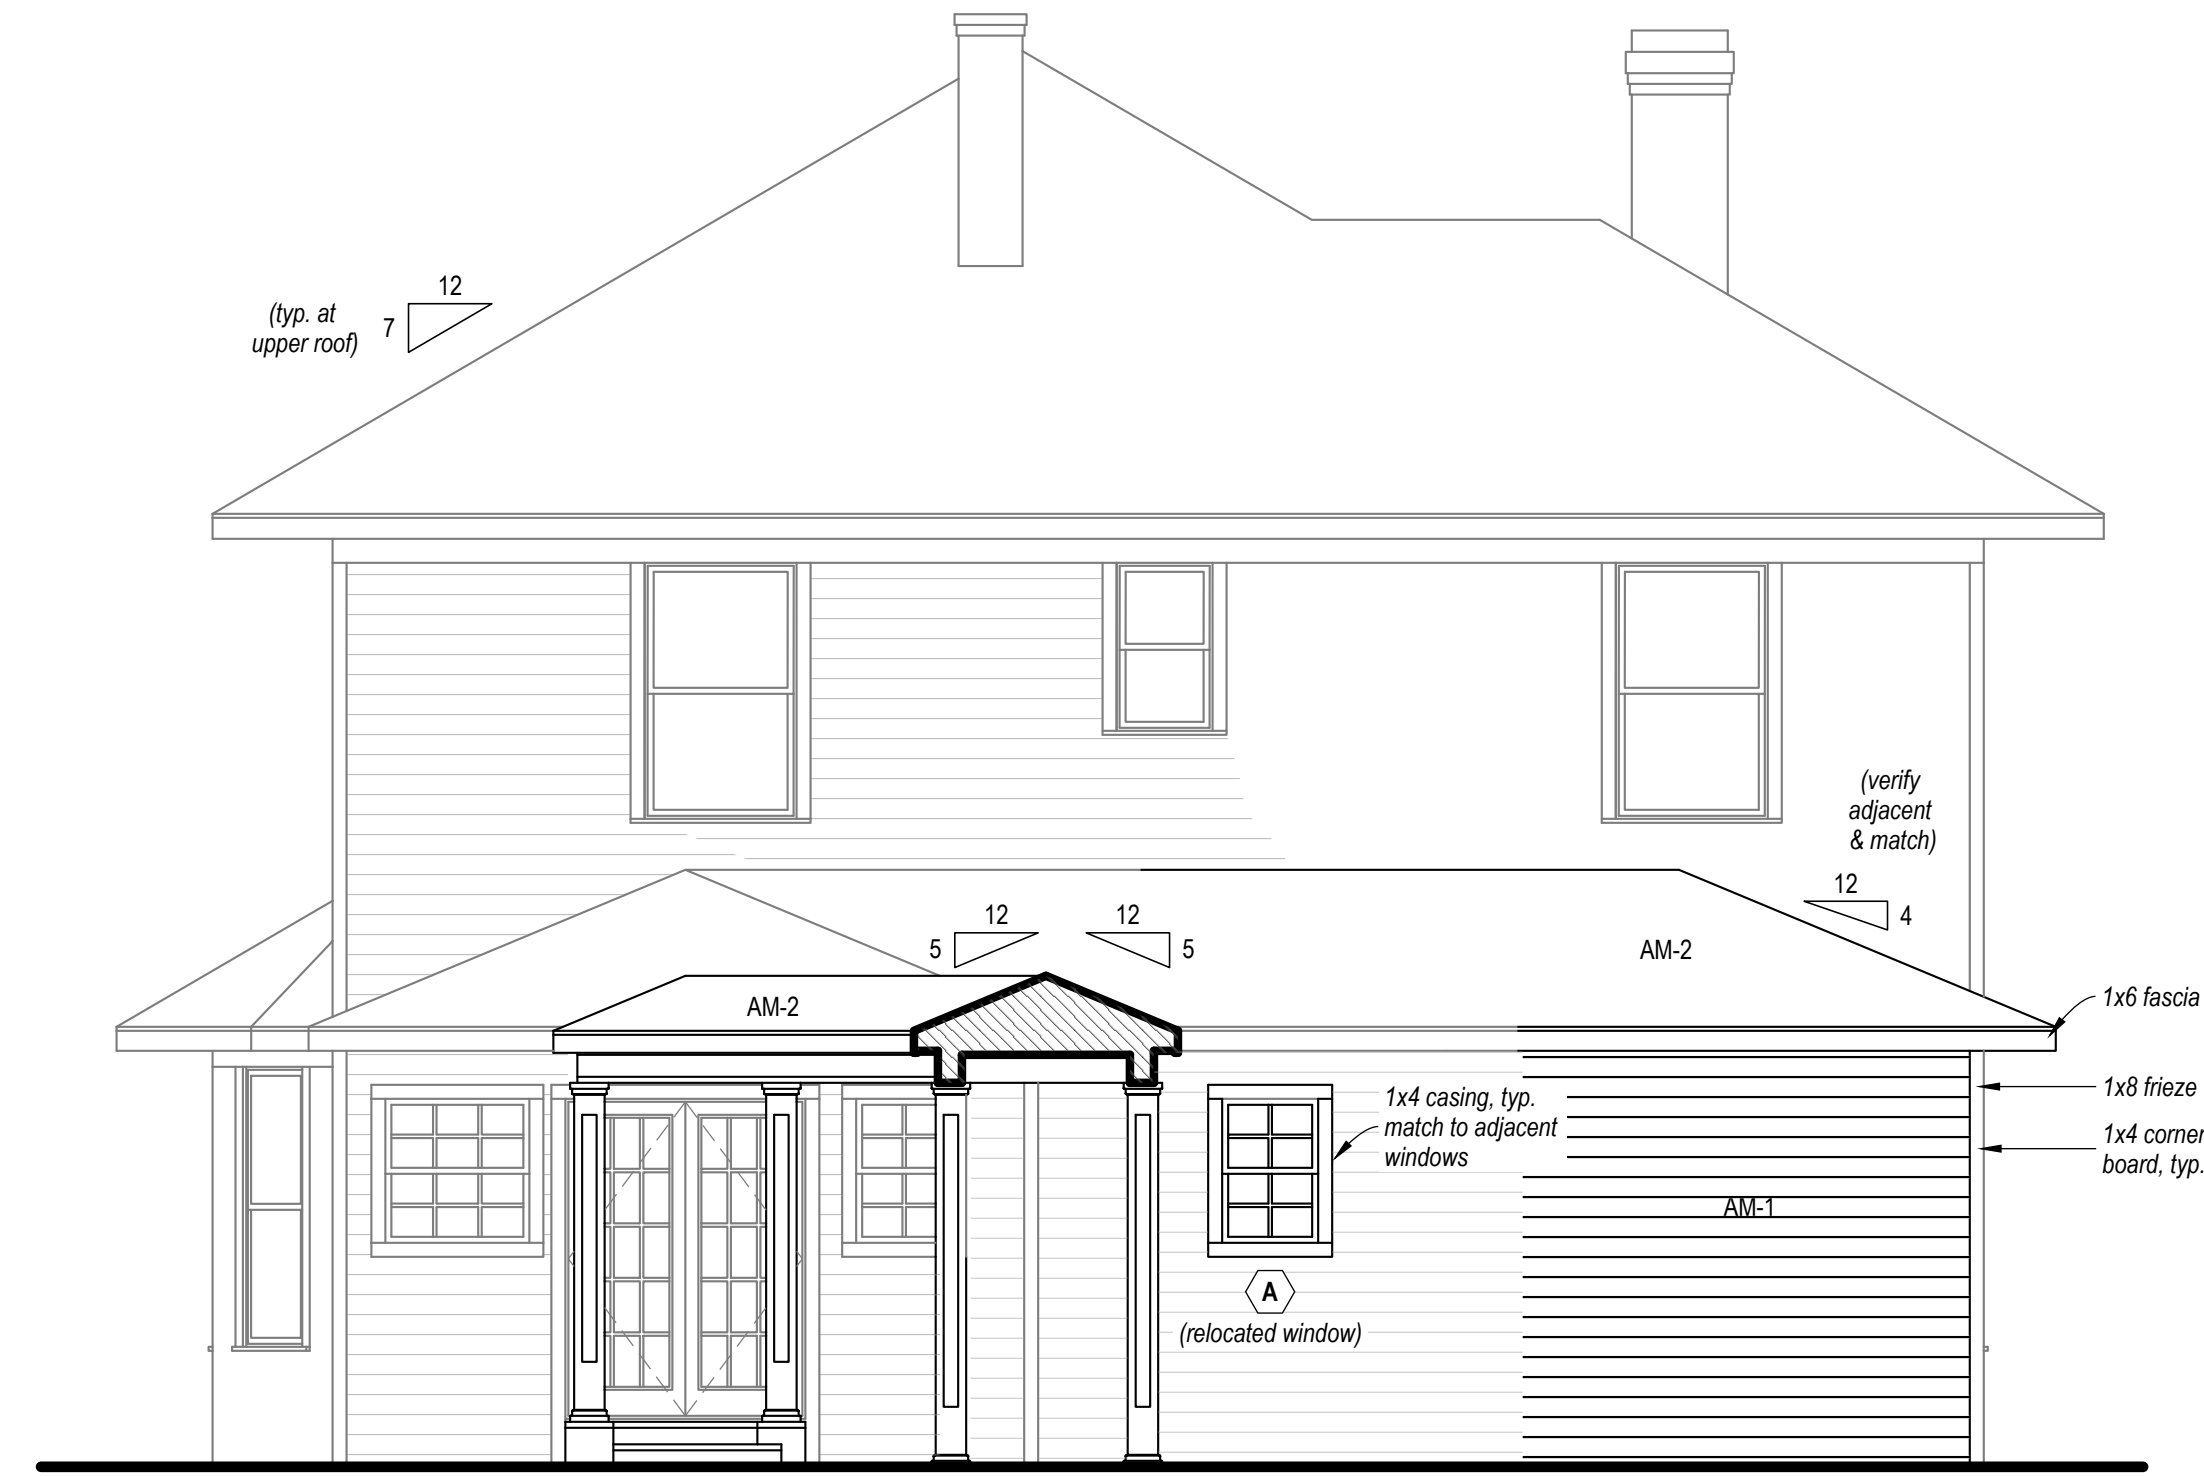 12
(typ. at
upper roof)
7
(verify
adjacent
& match)
12
4
12
5
12
5
AM-2
AM-2
1x6 fascia
1x8 frieze
1x4 corner
board, typ.
1x4 casing, typ.
match to adjacent
windows
AM-1
A
(relocated window)